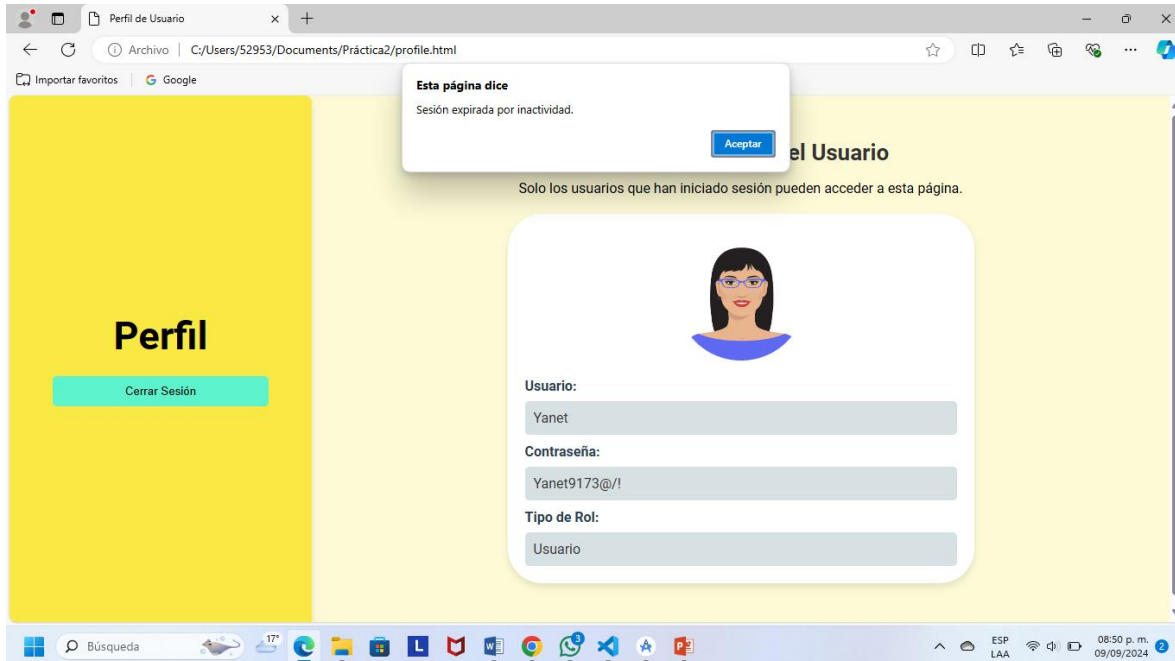 Perfil de Usuario
Archivo | C:/Users/52953/Documents/Práctica2/profile.html
Importar favoritos
G Google
Esta página dice
Sesión expirada por inactividad.
Aceptar
el Usuario
Solo los usuarios que han iniciado sesión pueden acceder a esta página.
Perfil
Cerrar Sesión
Usuario:
Yanet
Contraseña:
Yanet9173@/!
Tipo de Rol:
Usuario
Búsqueda
17°
L
W
3
A
P
ESP
LAA
08:50 p. m.
09/09/2024
2